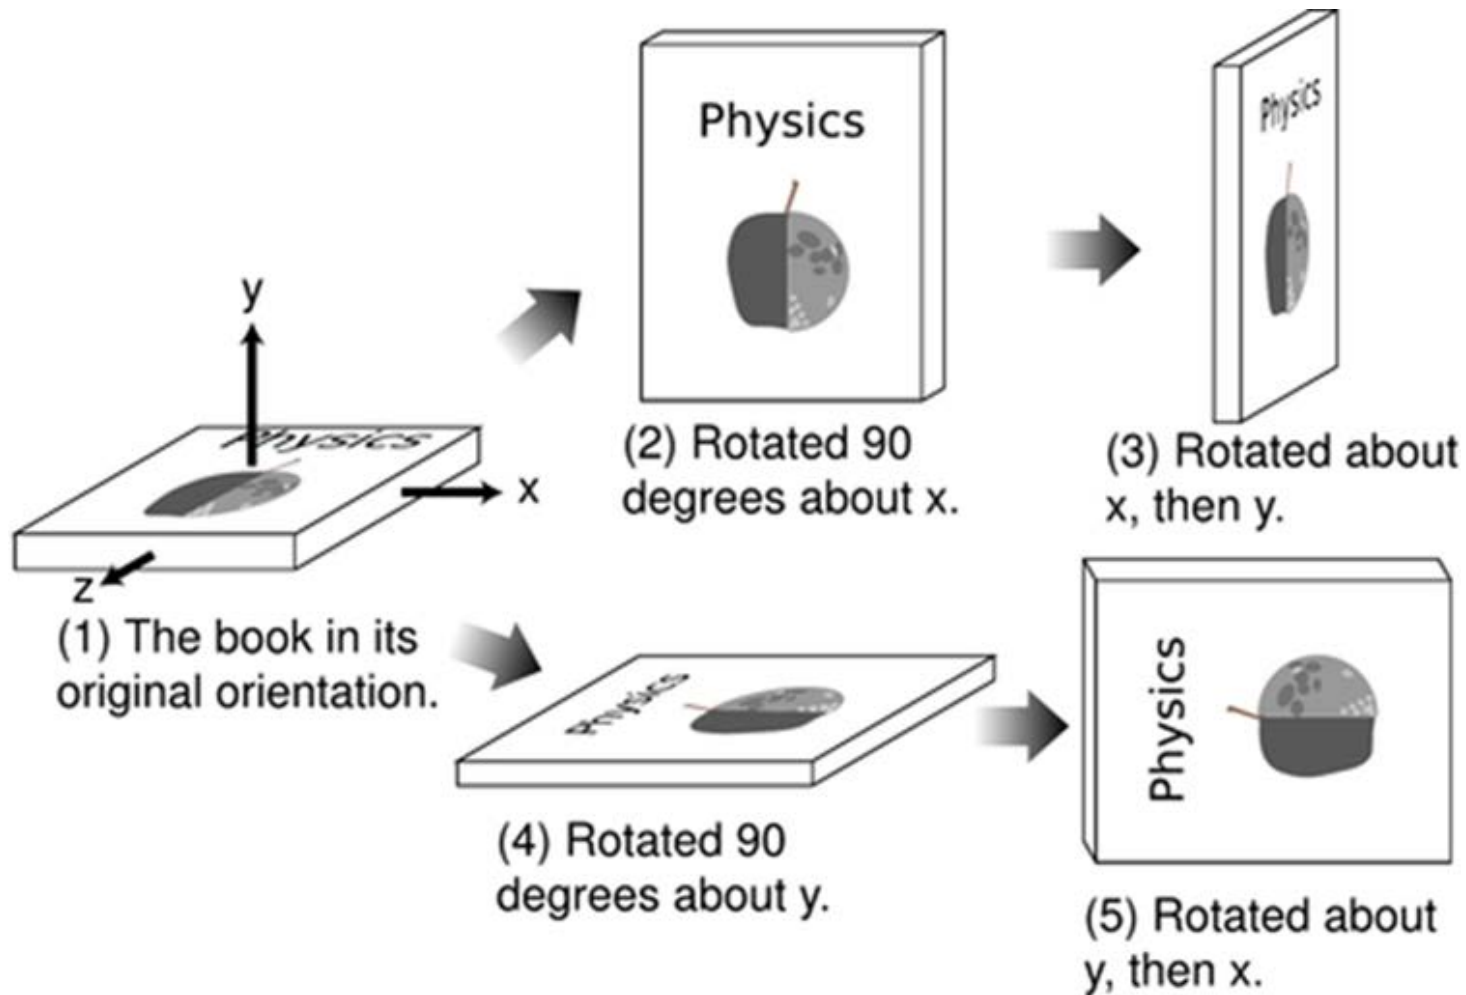 Physics
Physics
(2) Rotated 90
degrees about x.
Physics
(3) Rotated about
x, then y.
y
x
z
Physics
(1) The book in its
original orientation.
Physics
(4) Rotated 90
degrees about y.
Physics
(5) Rotated about
y, then x.